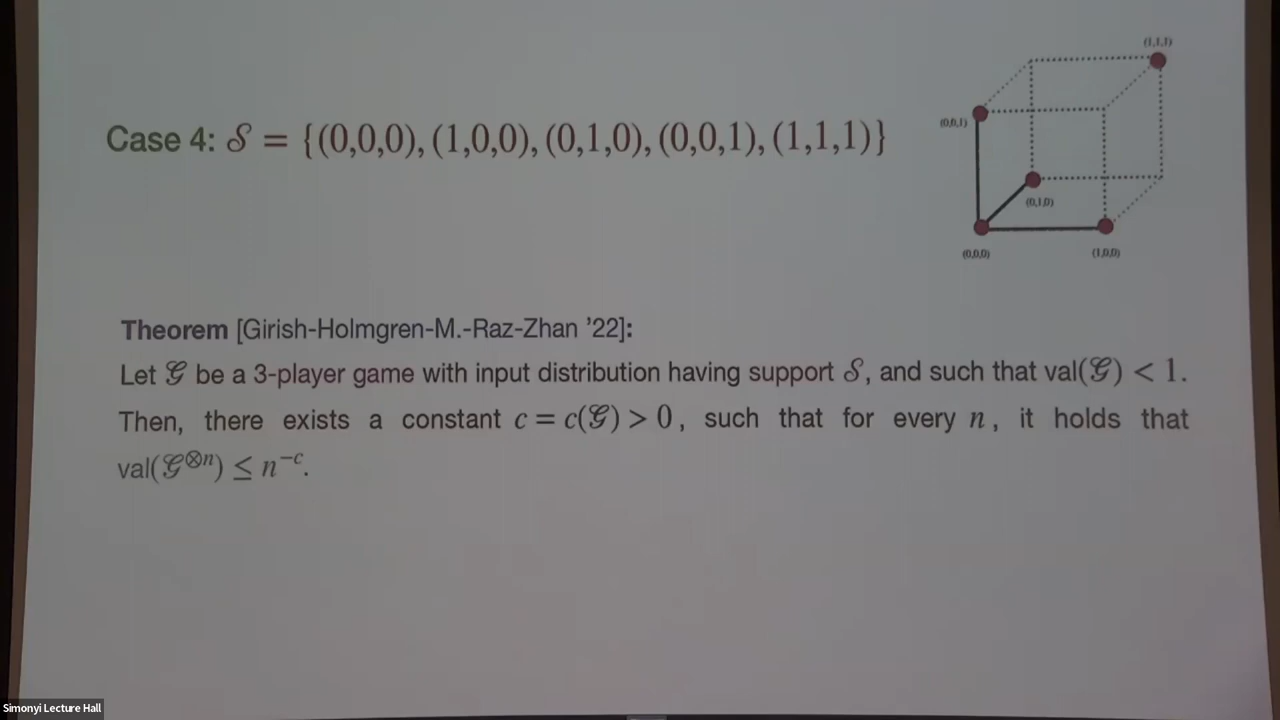 (1,1,1)
Case 4: 𝒮 = {(0,0,0), (1,0,0), (0,1,0), (0,0,1), (1,1,1)}
(0,0,1)
(0,1,0)
(0,0,0)
(1,0,0)
Theorem [Girish-Holmgren-M.-Raz-Zhan '22]:
Let 𝒢 be a 3-player game with input distribution having support 𝒮, and such that val(𝒢) < 1.
Then, there exists a constant c = c(𝒢) > 0, such that for every n, it holds that
val(𝒢^{⊗n}) ≤ n^{-c}.
Simonyi Lecture Hall